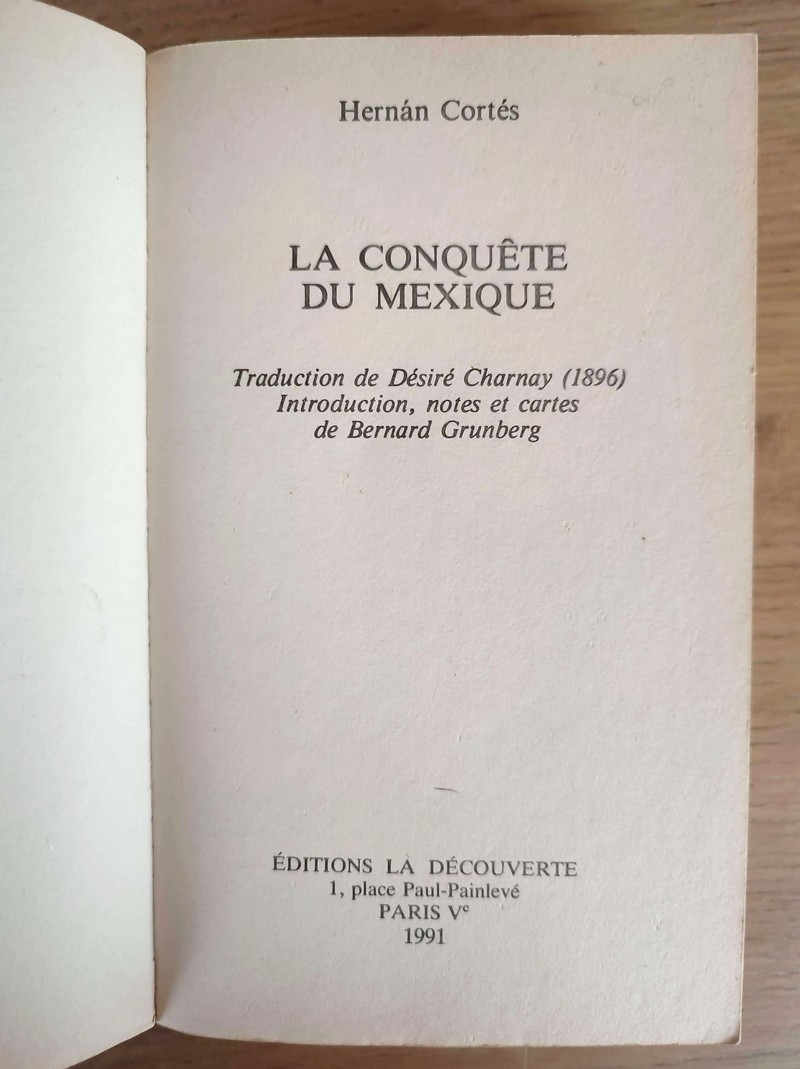 Hernán Cortés
LA CONQUÊTE
DU MEXIQUE
Traduction de Désiré Charnay (1896)
Introduction, notes et cartes
de Bernard Grunberg
ÉDITIONS LA DÉCOUVERTE
1, place Paul-Painlevé
PARIS Vᵉ
1991